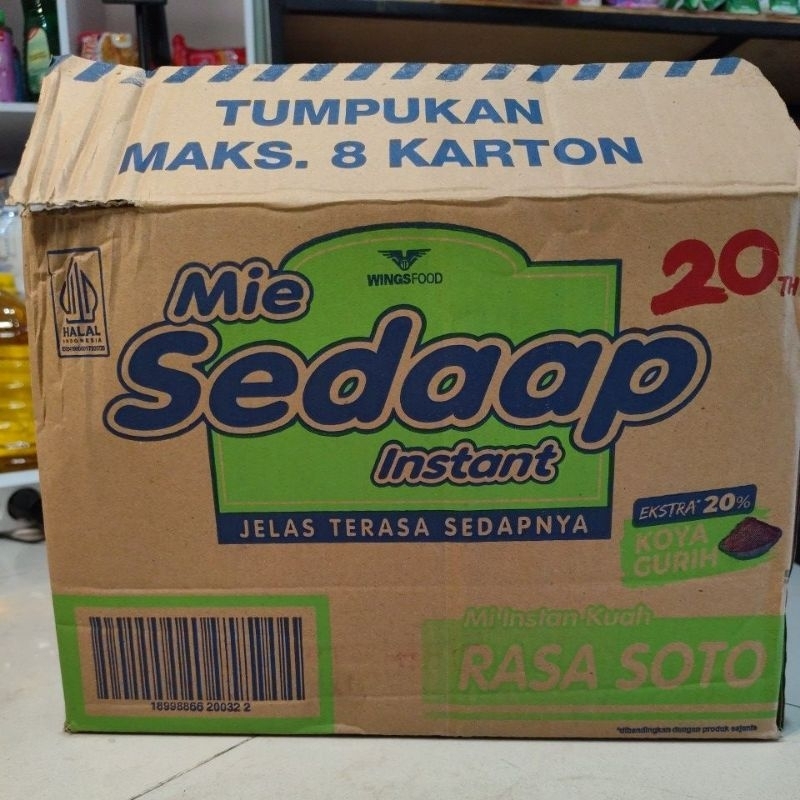 TUMPUKAN
MAKS. 8 KARTON
WINGSFOOD
20TH
HALAL
INDONESIA
Mie
Sedaap
Instant
JELAS TERASA SEDAPNYA
EKSTRA* 20%
KOYA
GURIH
Mi Instan Kuah
RASA SOTO
18998866 20032 2
*dibandingkan dengan produk sejenis